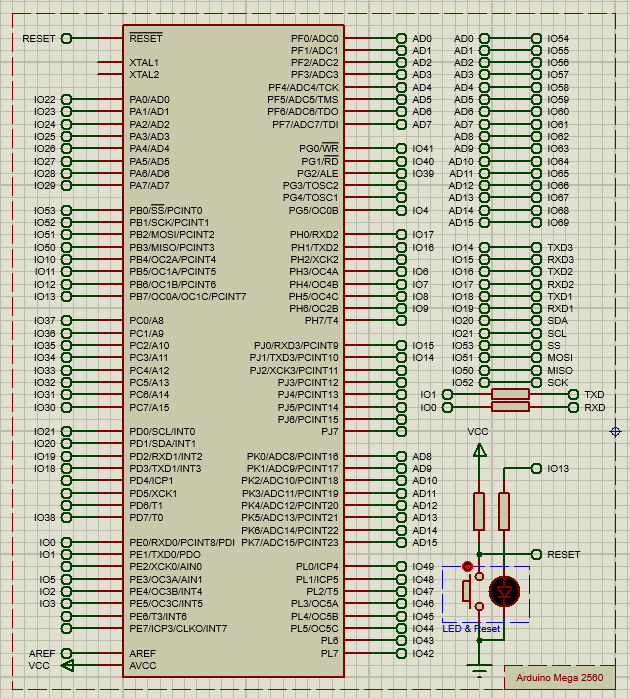 RESET RESET PF0/ADC0 AD0 AD0 IO54
PF1/ADC1 AD1 AD1 IO55
XTAL1 PF2/ADC2 AD2 AD2 IO56
XTAL2 PF3/ADC3 AD3 AD3 IO57
PF4/ADC4/TCK AD4 AD4 IO58
IO22 PA0/AD0 PF5/ADC5/TMS AD5 AD5 IO59
IO23 PA1/AD1 PF6/ADC6/TDO AD6 AD6 IO60
IO24 PA2/AD2 PF7/ADC7/TDI AD7 AD7 IO61
IO25 PA3/AD3 AD8 IO62
IO26 PA4/AD4 PG0/WR IO41 AD9 IO63
IO27 PA5/AD5 PG1/RD IO40 AD10 IO64
IO28 PA6/AD6 PG2/ALE IO39 AD11 IO65
IO29 PA7/AD7 PG3/TOSC2 AD12 IO66
PG4/TOSC1 AD13 IO67
IO53 PB0/SS/PCINT0 PG5/OC0B IO4 AD14 IO68
IO52 PB1/SCK/PCINT1 AD15 IO69
IO51 PB2/MOSI/PCINT2 PH0/RXD2 IO17
IO50 PB3/MISO/PCINT3 PH1/TXD2 IO16 IO14 TXD3
IO10 PB4/OC2A/PCINT4 PH2/XCK2 IO15 RXD3
IO11 PB5/OC1A/PCINT5 PH3/OC4A IO6 IO16 TXD2
IO12 PB6/OC1B/PCINT6 PH4/OC4B IO7 IO17 RXD2
IO13 PB7/OC0A/OC1C/PCINT7 PH5/OC4C IO8 IO18 TXD1
PH6/OC2B IO9 IO19 RXD1
IO37 PC0/A8 PH7/T4 IO20 SDA
IO36 PC1/A9 IO21 SCL
IO35 PC2/A10 PJ0/RXD3/PCINT9 IO15 IO53 SS
IO34 PC3/A11 PJ1/TXD3/PCINT10 IO14 IO51 MOSI
IO33 PC4/A12 PJ2/XCK3/PCINT11 IO50 MISO
IO32 PC5/A13 PJ3/PCINT12 IO52 SCK
IO31 PC6/A14 PJ4/PCINT13 IO1 TXD
IO30 PC7/A15 PJ5/PCINT14 IO0 RXD
PJ6/PCINT15
IO21 PD0/SCL/INT0 PJ7 VCC
IO20 PD1/SDA/INT1
IO19 PD2/RXD1/INT2 PK0/ADC8/PCINT16 AD8
IO18 PD3/TXD1/INT3 PK1/ADC9/PCINT17 AD9 IO13
PD4/ICP1 PK2/ADC10/PCINT18 AD10
PD5/XCK1 PK3/ADC11/PCINT19 AD11
PD6/T1 PK4/ADC12/PCINT20 AD12
IO38 PD7/T0 PK5/ADC13/PCINT21 AD13
PK6/ADC14/PCINT22 AD14
IO0 PE0/RXD0/PCINT8/PDI PK7/ADC15/PCINT23 AD15
IO1 PE1/TXD0/PDO RESET
PE2/XCK0/AIN0 PL0/ICP4 IO49
IO5 PE3/OC3A/AIN1 PL1/ICP5 IO48
IO2 PE4/OC3B/INT4 PL2/T5 IO47
IO3 PE5/OC3C/INT5 PL3/OC5A IO46
PE6/T3/INT6 PL4/OC5B IO45
PE7/ICP3/CLKO/INT7 PL5/OC5C IO44 LED & Reset
PL6 IO43
AREF AREF PL7 IO42
VCC AVCC
Arduino Mega 2560